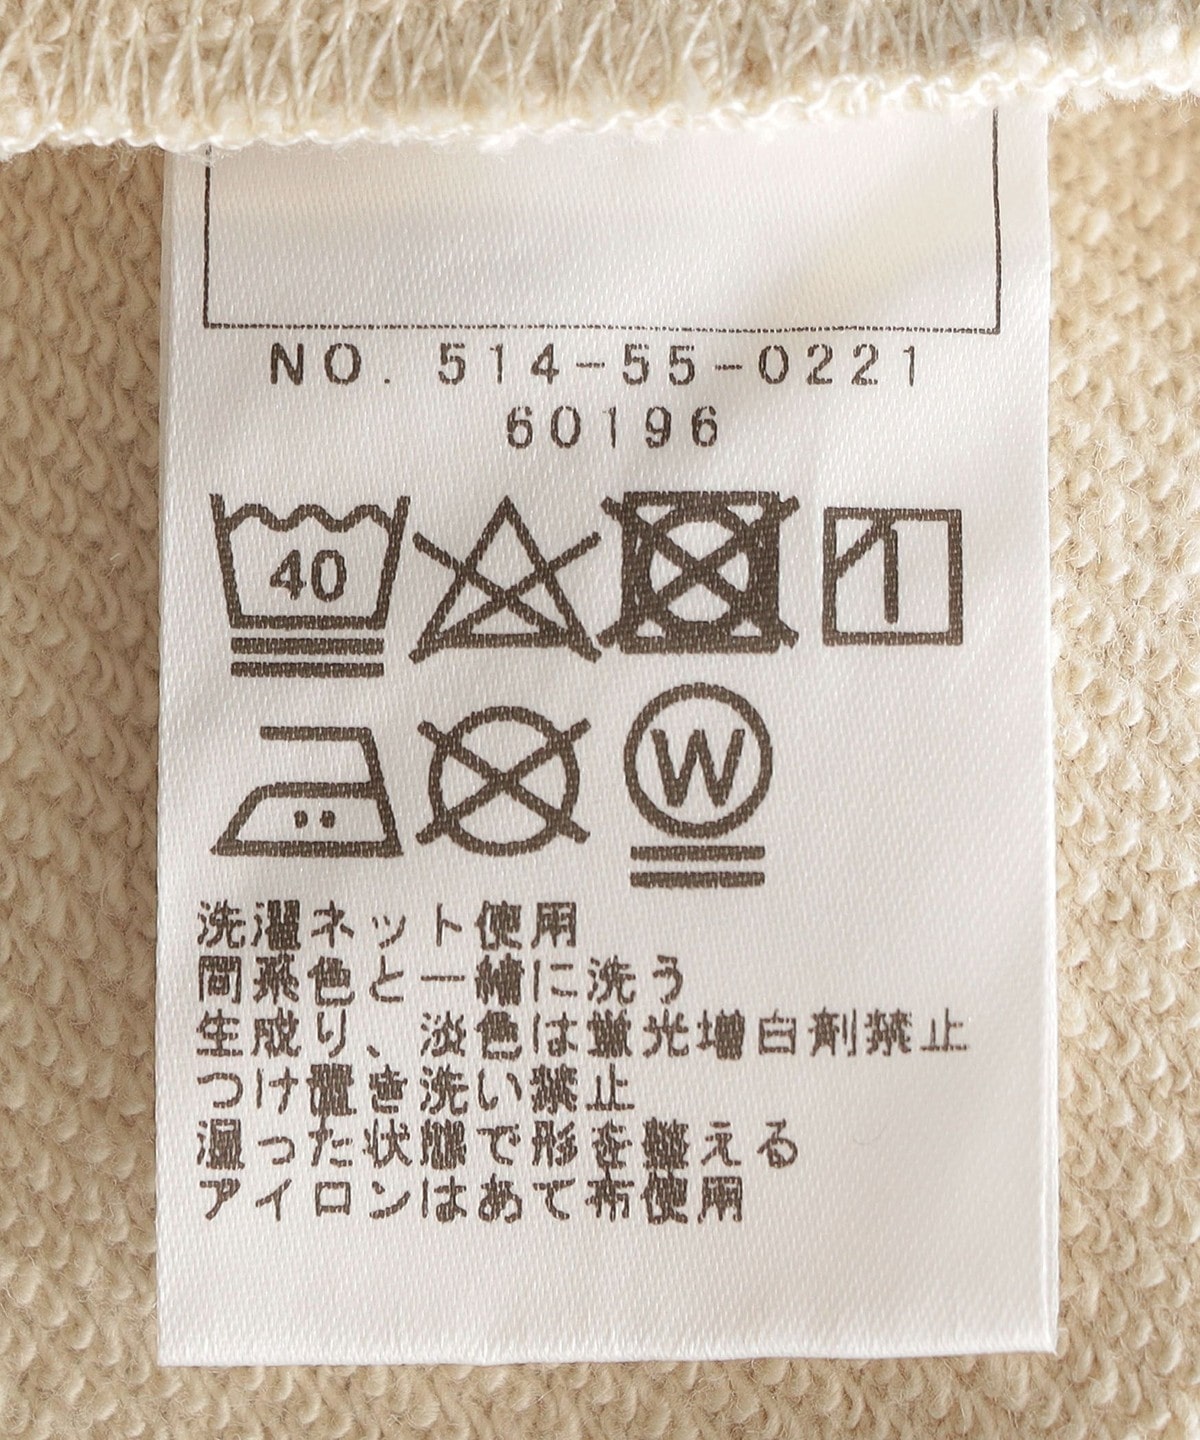 NO. 514-55-0221
60196
40
W
洗濯ネット使用
同系色と一緒に洗う
生成り、淡色は蛍光増白剤禁止
つけ置き洗い禁止
湿った状態で形を整える
アイロンはあて布使用